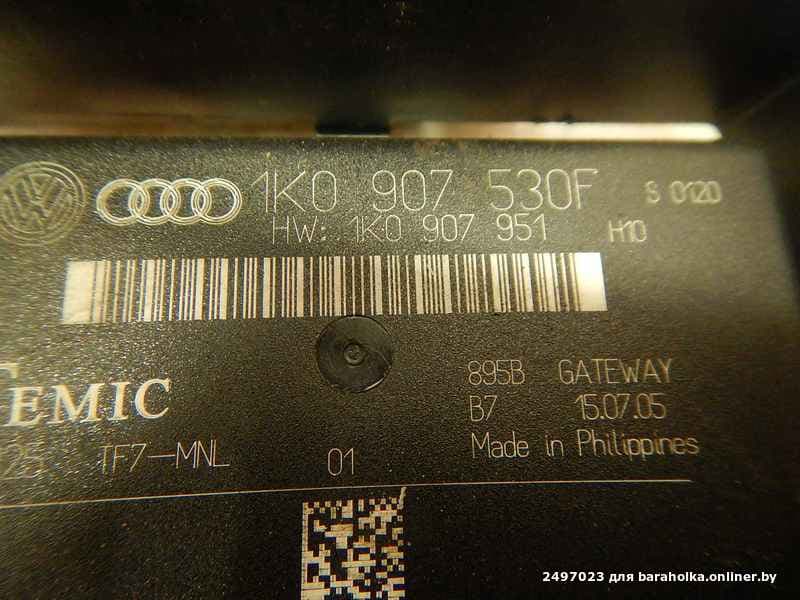 1K0 907 530F S 0120
HW: 1K0 907 951 H10
TEMIC
895B GATEWAY
B7 15.07.05
Made in Philippines
TF7-MNL 01
2497023 для baraholka.onliner.by